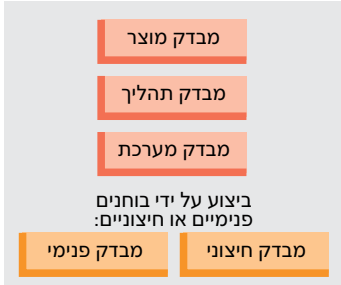 מבדק מוצר
מבדק תהליך
מבדק מערכת
ביצוע על ידי בוחנים
פנימיים או חיצוניים:
מבדק חיצוני
מבדק פנימי